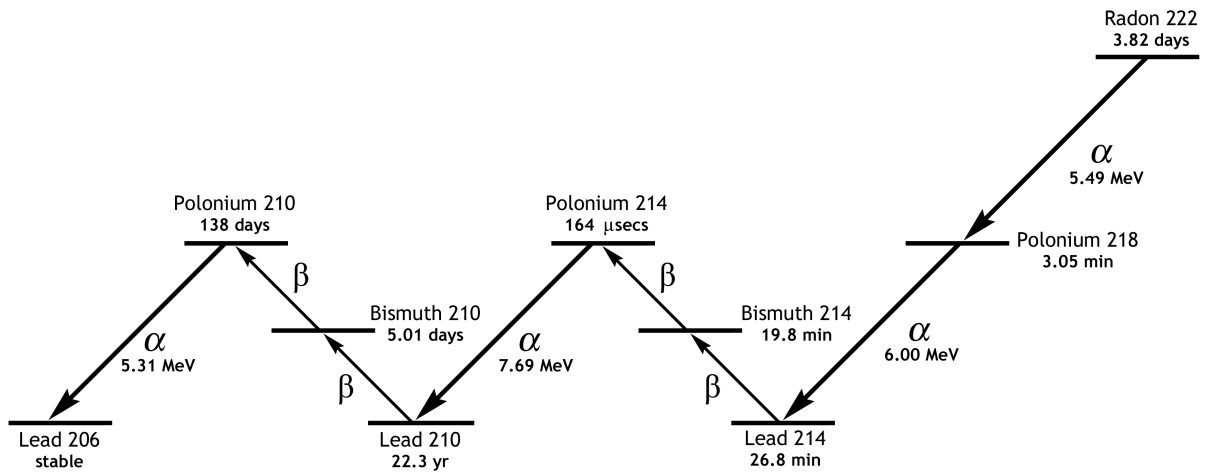 Radon 222
3.82 days
α
5.49 MeV
Polonium 210
138 days
Polonium 214
164 μsecs
Polonium 218
3.05 min
β
β
Bismuth 210
5.01 days
Bismuth 214
19.8 min
α
5.31 MeV
α
7.69 MeV
α
6.00 MeV
β
β
Lead 206
stable
Lead 210
22.3 yr
Lead 214
26.8 min